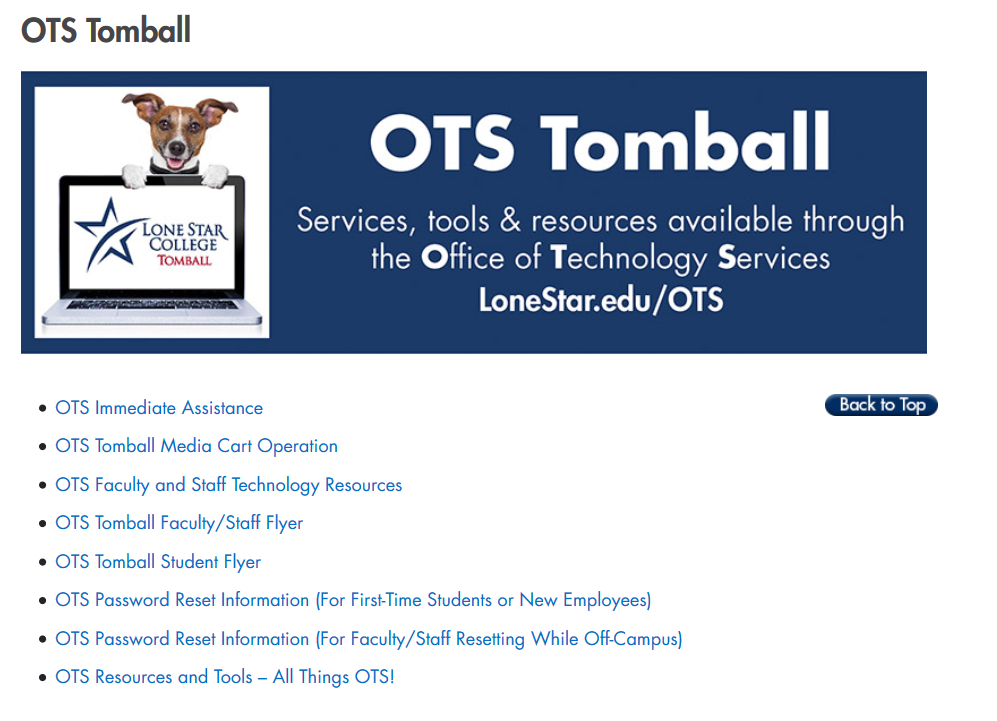 OTS Tomball
LONE STAR
COLLEGE
TOMBALL
OTS Tomball
Services, tools & resources available through
the Office of Technology Services
LoneStar.edu/OTS
Back to Top
• OTS Immediate Assistance
• OTS Tomball Media Cart Operation
• OTS Faculty and Staff Technology Resources
• OTS Tomball Faculty/Staff Flyer
• OTS Tomball Student Flyer
• OTS Password Reset Information (For First-Time Students or New Employees)
• OTS Password Reset Information (For Faculty/Staff Resetting While Off-Campus)
• OTS Resources and Tools – All Things OTS!